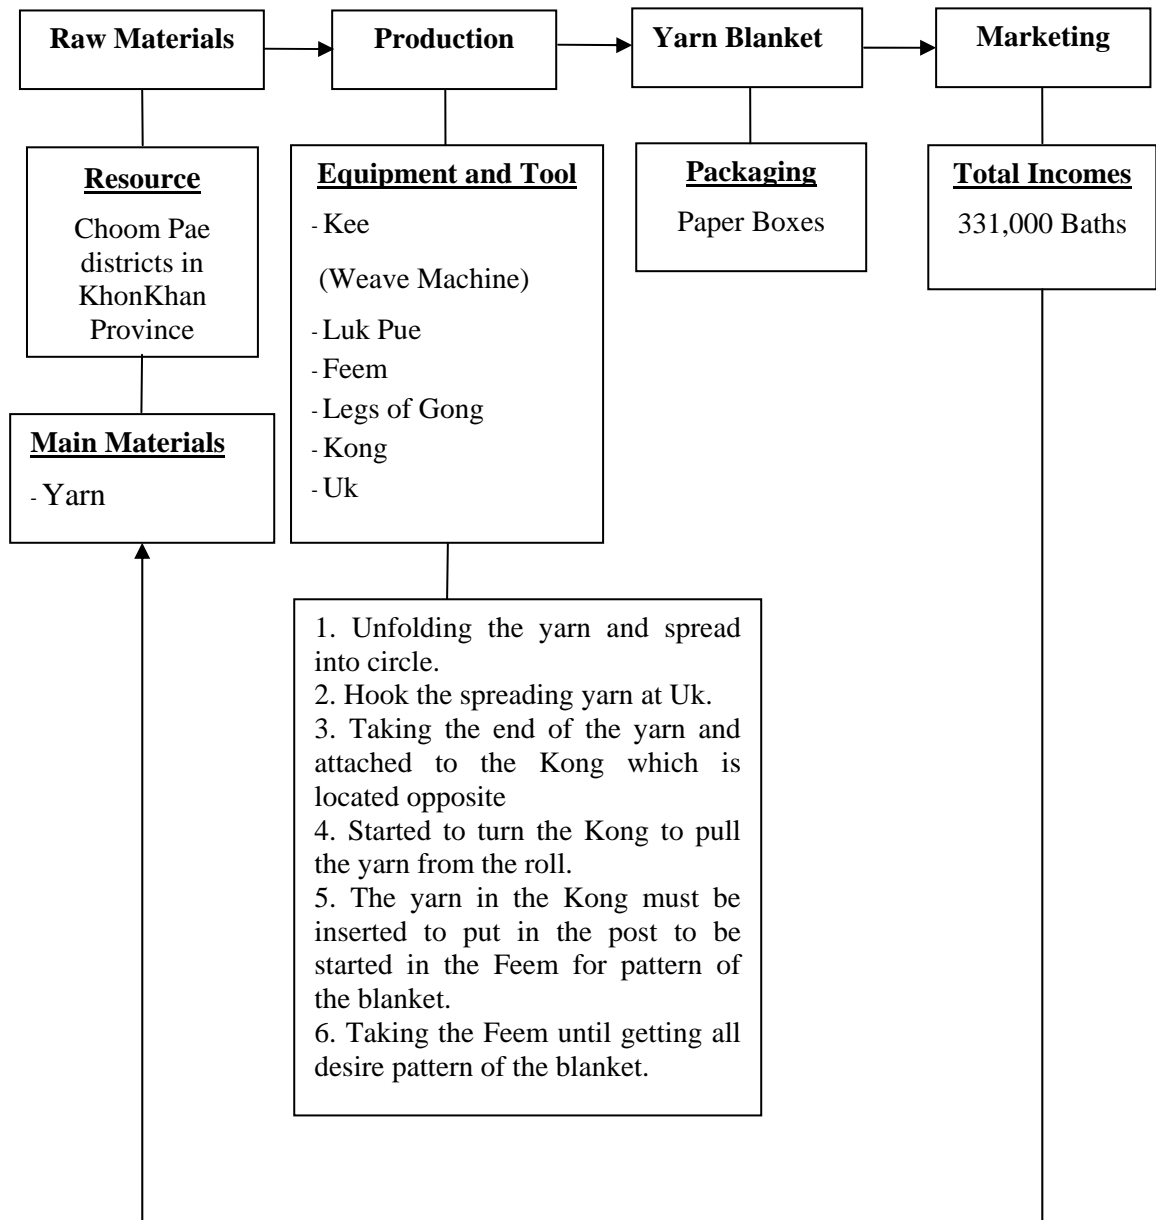 Raw Materials
Production
Yarn Blanket
Marketing
Resource
Choom Pae
districts in
KhonKhan
Province
Main Materials
- Yarn
Equipment and Tool
- Kee
(Weave Machine)
- Luk Pue
- Feem
- Legs of Gong
- Kong
- Uk
1. Unfolding the yarn and spread
into circle.
2. Hook the spreading yarn at Uk.
3. Taking the end of the yarn and
attached to the Kong which is
located opposite
4. Started to turn the Kong to pull
the yarn from the roll.
5. The yarn in the Kong must be
inserted to put in the post to be
started in the Feem for pattern of
the blanket.
6. Taking the Feem until getting all
desire pattern of the blanket.
Packaging
Paper Boxes
Total Incomes
331,000 Baths